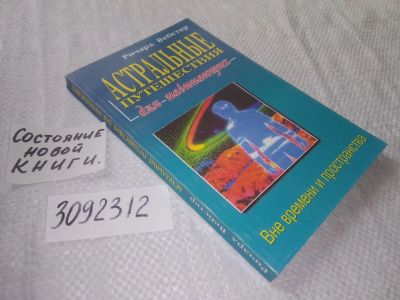 Ричард Вебстер
АСТРАЛЬНЫЕ
ПУТЕШЕСТВИЯ
для начинающих
Вне времени и пространства
Состояние
новой
книги.
3092312